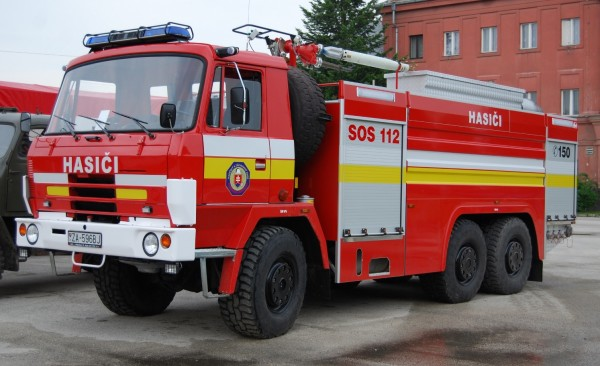 HASIČI
ZA-596BJ
SOS 112
HASIČI
150